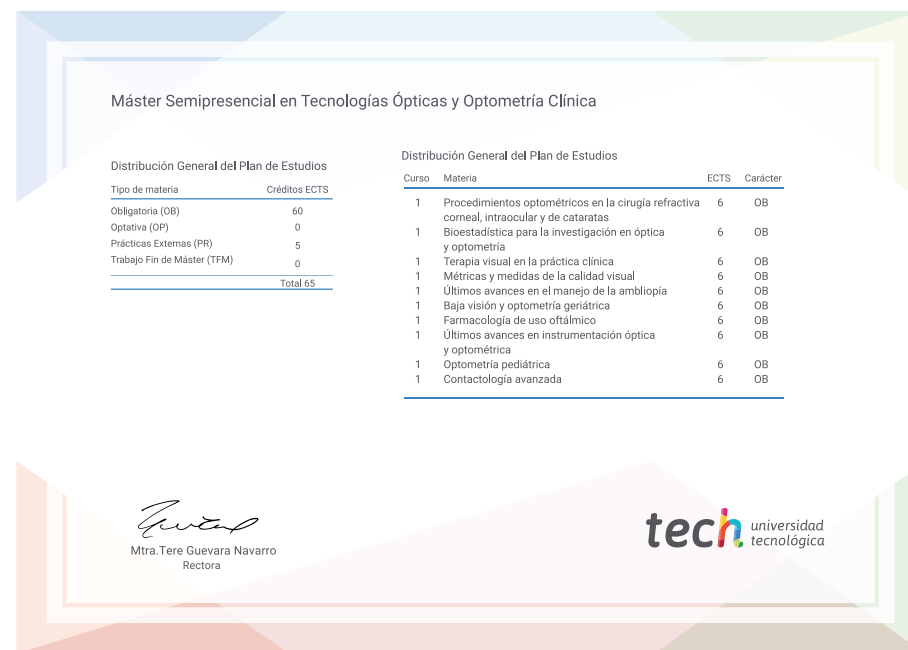 Máster Semipresencial en Tecnologías Ópticas y Optometría Clínica
Distribución General del Plan de Estudios
Tipo de materia Créditos ECTS
Obligatoria (OB) 60
Optativa (OP) 0
Prácticas Externas (PR) 5
Trabajo Fin de Máster (TFM) 0
Total 65
Distribución General del Plan de Estudios
Curso Materia ECTS Carácter
1 Procedimientos optométricos en la cirugía refractiva 6 OB
corneal, intraocular y de cataratas
1 Bioestadística para la investigación en óptica 6 OB
y optometría
1 Terapia visual en la práctica clínica 6 OB
1 Métricas y medidas de la calidad visual 6 OB
1 Últimos avances en el manejo de la ambliopía 6 OB
1 Baja visión y optometría geriátrica 6 OB
1 Farmacología de uso oftálmico 6 OB
1 Últimos avances en instrumentación óptica 6 OB
y optométrica
1 Optometría pediátrica 6 OB
1 Contactología avanzada 6 OB
Mtra.Tere Guevara Navarro
Rectora
tech universidad
tecnológica